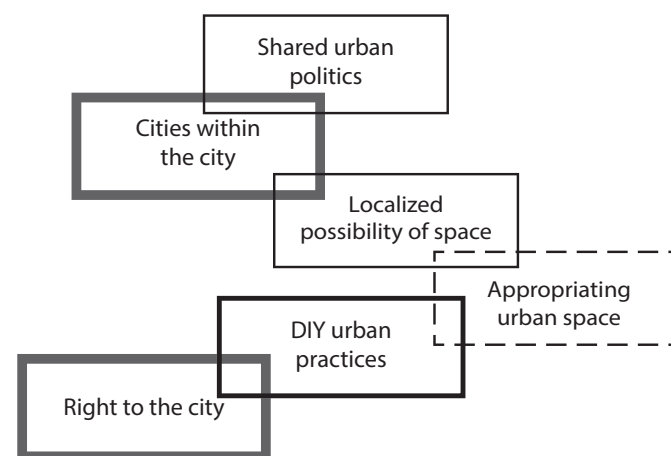 Shared urban
politics
Cities within
the city
Localized
possibility of space
Appropriating
urban space
DIY urban
practices
Right to the city